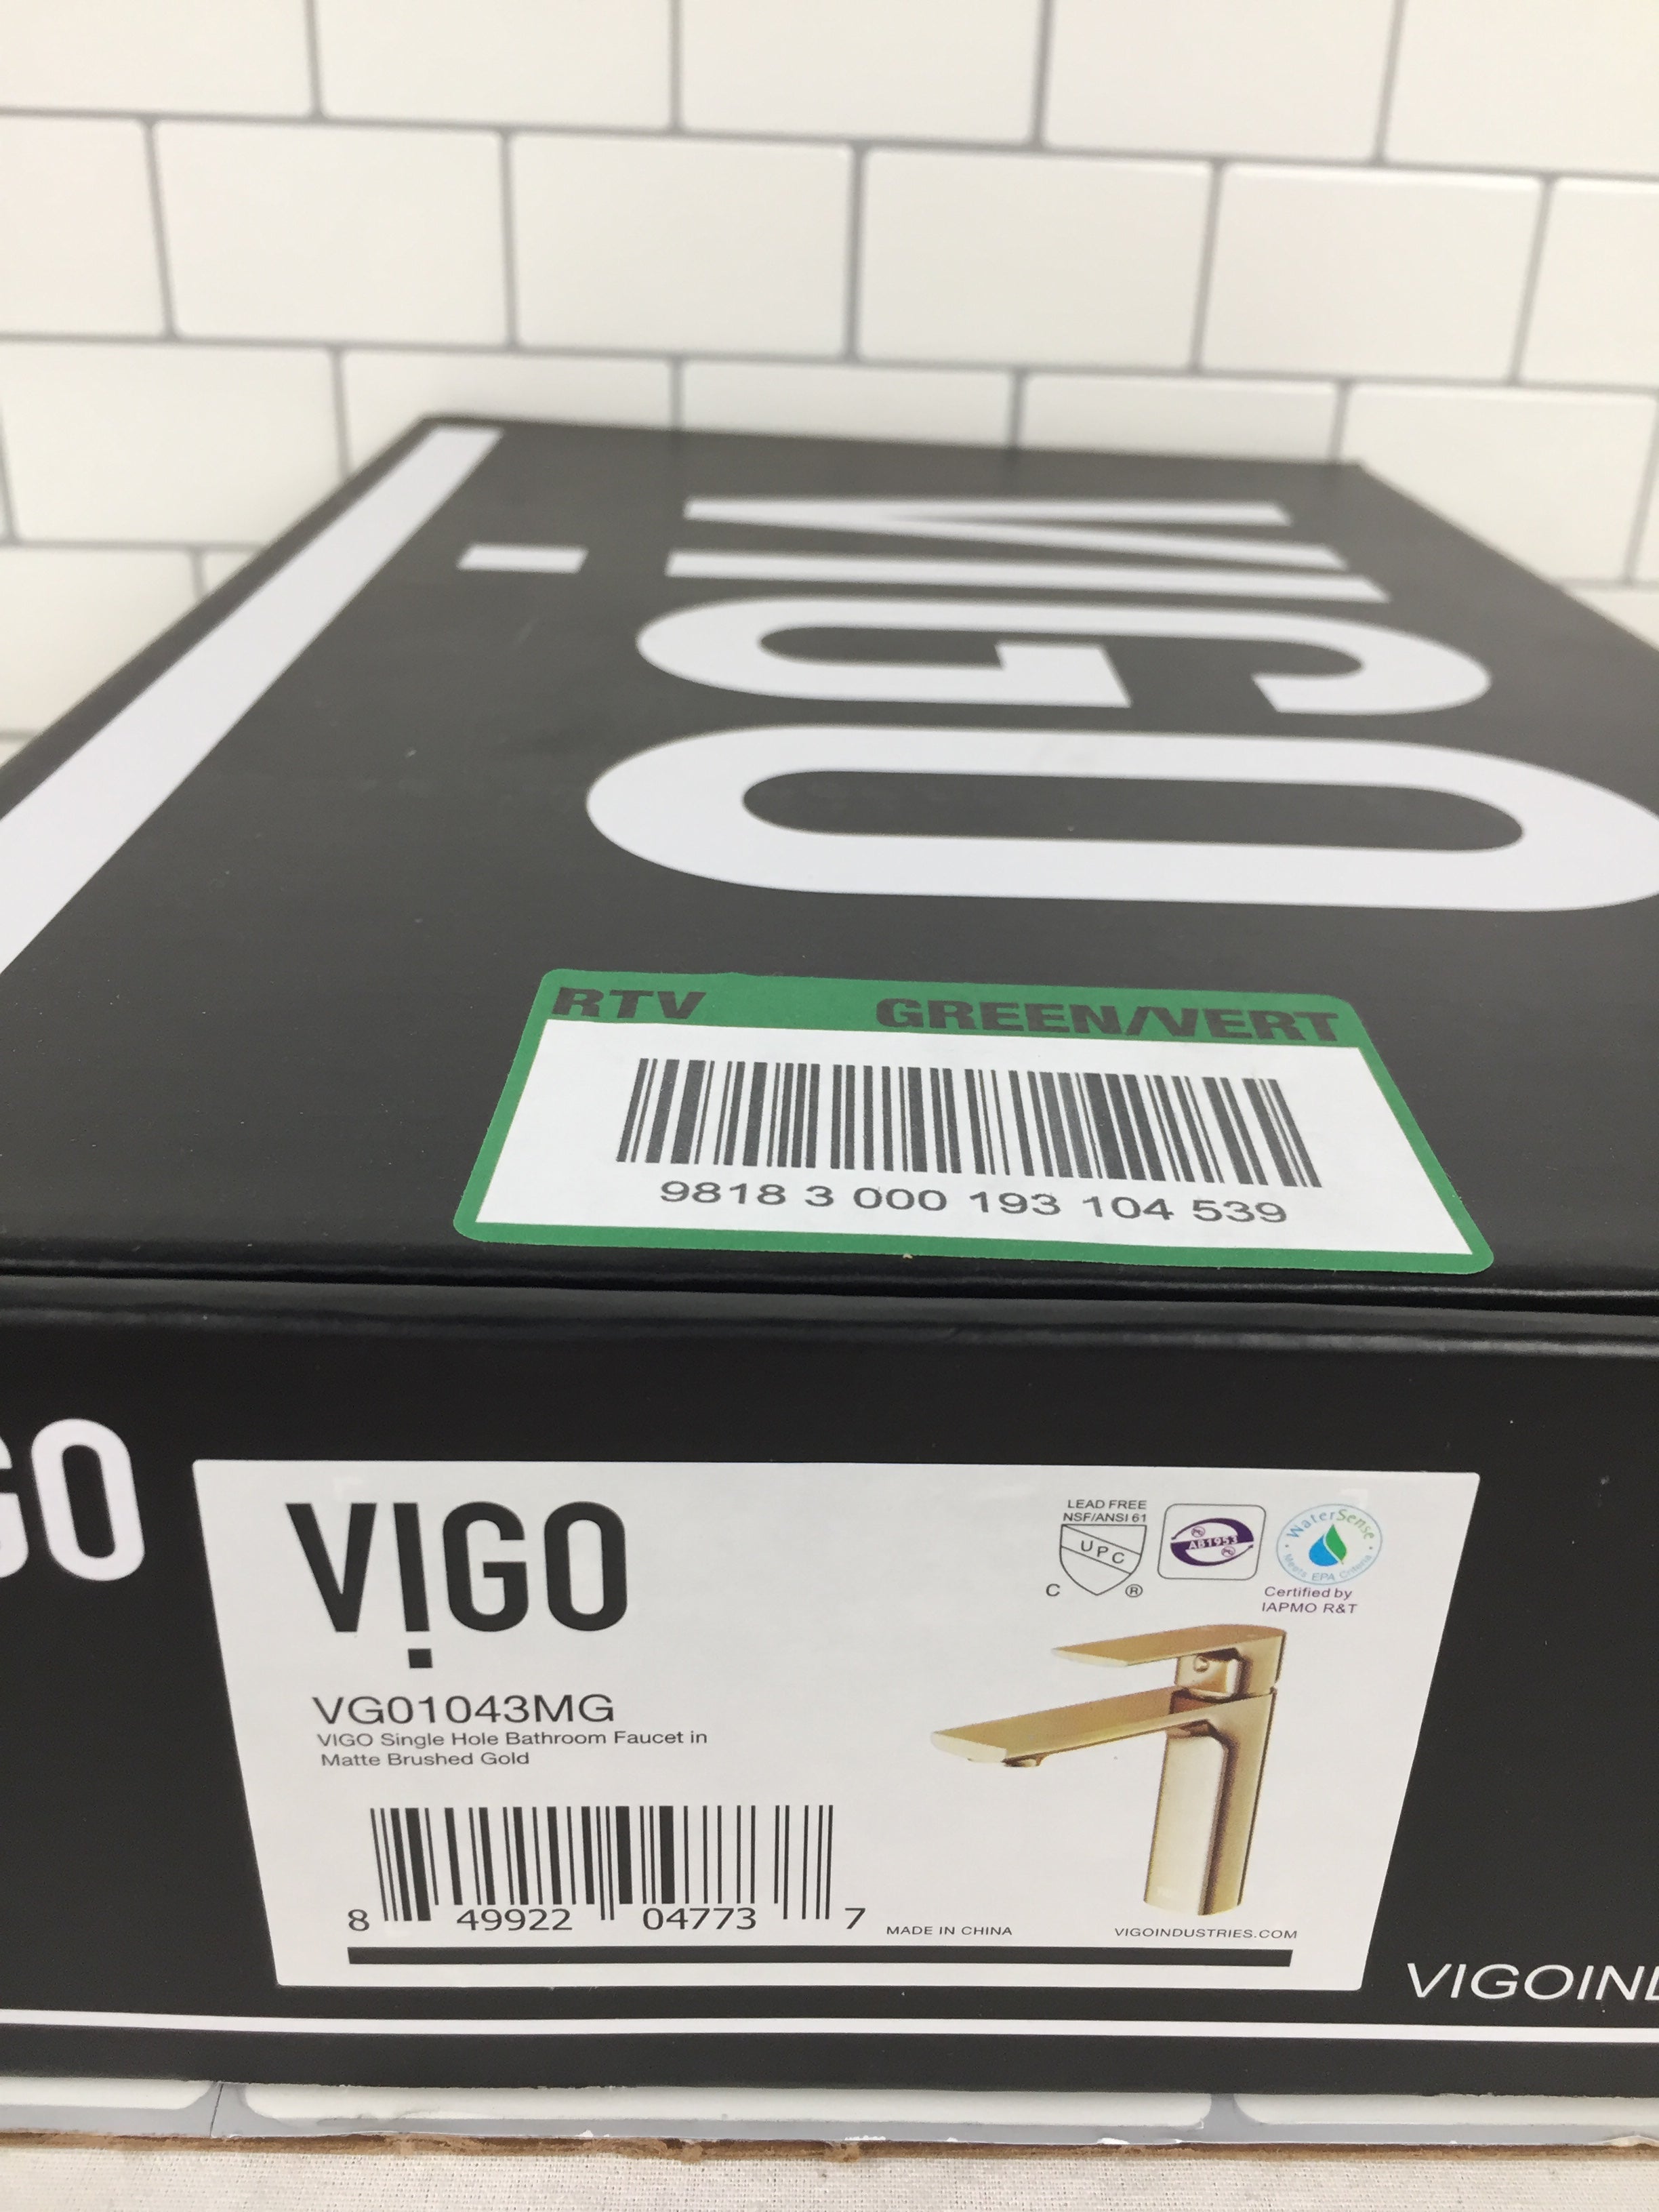 VIGO
RTV GREEN/VERT
9818 3 000 193 104 539
GO
VIGO
LEAD FREE
NSF/ANSI 61
UPC
C ®
AB1953
WaterSense
Meets EPA Criteria
Certified by
IAPMO R&T
VG01043MG
VIGO Single Hole Bathroom Faucet in
Matte Brushed Gold
8 49922 04773 7
MADE IN CHINA
VIGOINDUSTRIES.COM
VIGOIND